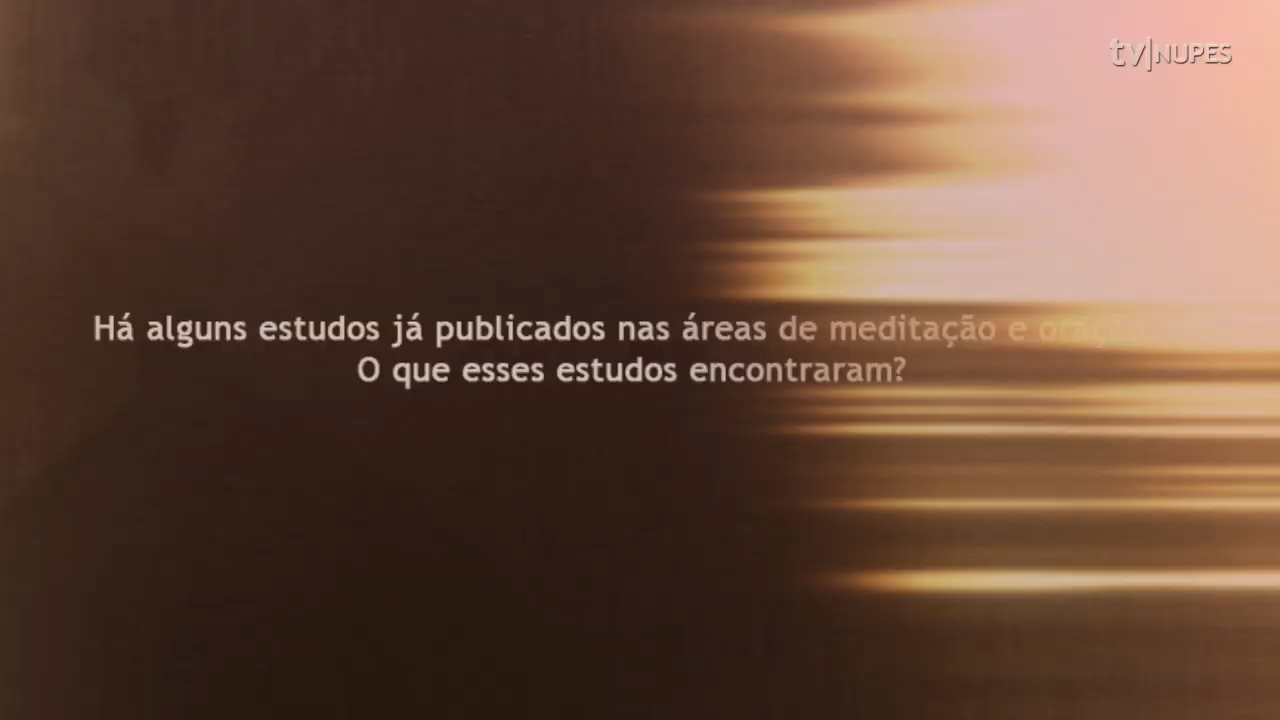 tv|NUPES
Há alguns estudos já publicados nas áreas de meditação e
O que esses estudos encontraram?